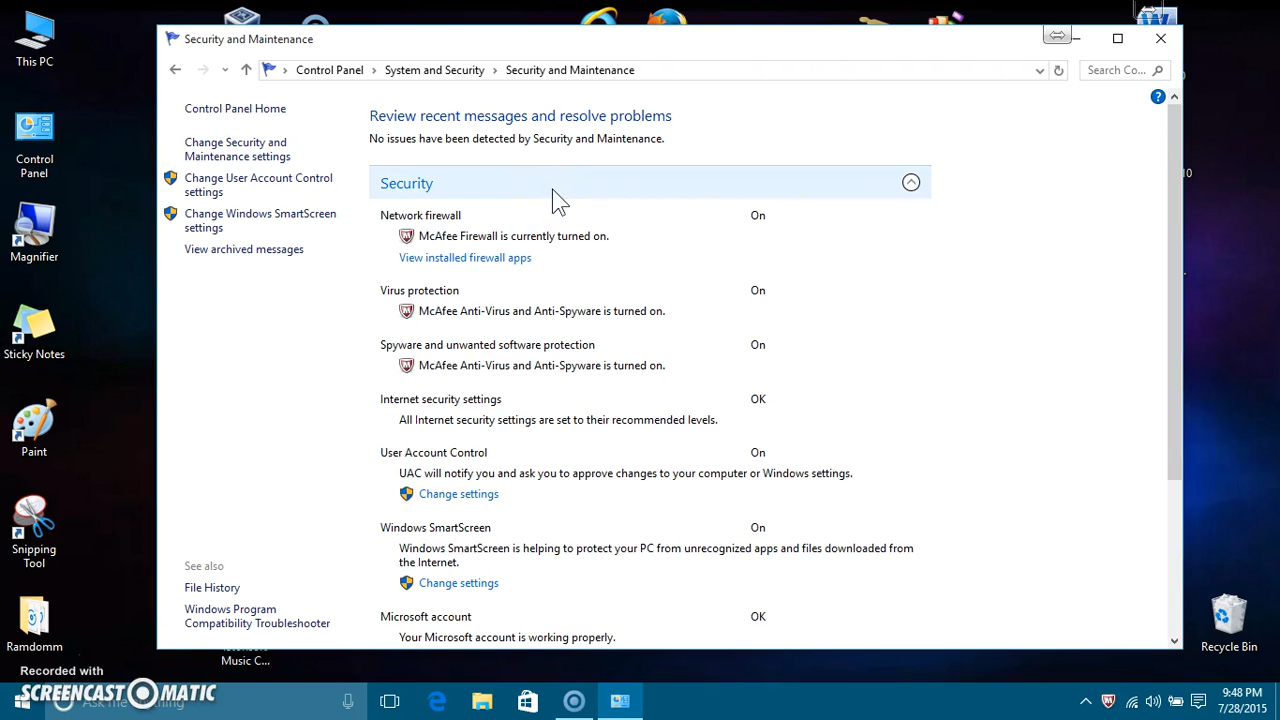 This PC
Control
Panel
Magnifier
Sticky Notes
Paint
Snipping
Tool
Randomm
Recorded with
SCREENCAST-O-MATIC
Security and Maintenance
Control Panel
System and Security
Security and Maintenance
Search Co...
Control Panel Home
Change Security and
Maintenance settings
Change User Account Control
settings
Change Windows SmartScreen
settings
View archived messages
See also
File History
Windows Program
Compatibility Troubleshooter
Review recent messages and resolve problems
No issues have been detected by Security and Maintenance.
Security
Network firewall On
McAfee Firewall is currently turned on.
View installed firewall apps
Virus protection On
McAfee Anti-Virus and Anti-Spyware is turned on.
Spyware and unwanted software protection On
McAfee Anti-Virus and Anti-Spyware is turned on.
Internet security settings OK
All Internet security settings are set to their recommended levels.
User Account Control On
UAC will notify you and ask you to approve changes to your computer or Windows settings.
Change settings
Windows SmartScreen On
Windows SmartScreen is helping to protect your PC from unrecognized apps and files downloaded
from the Internet.
Change settings
Microsoft account OK
Your Microsoft account is working properly.
Music C...
10
Recycle Bin
Ask me anything
9:48 PM
7/28/2015